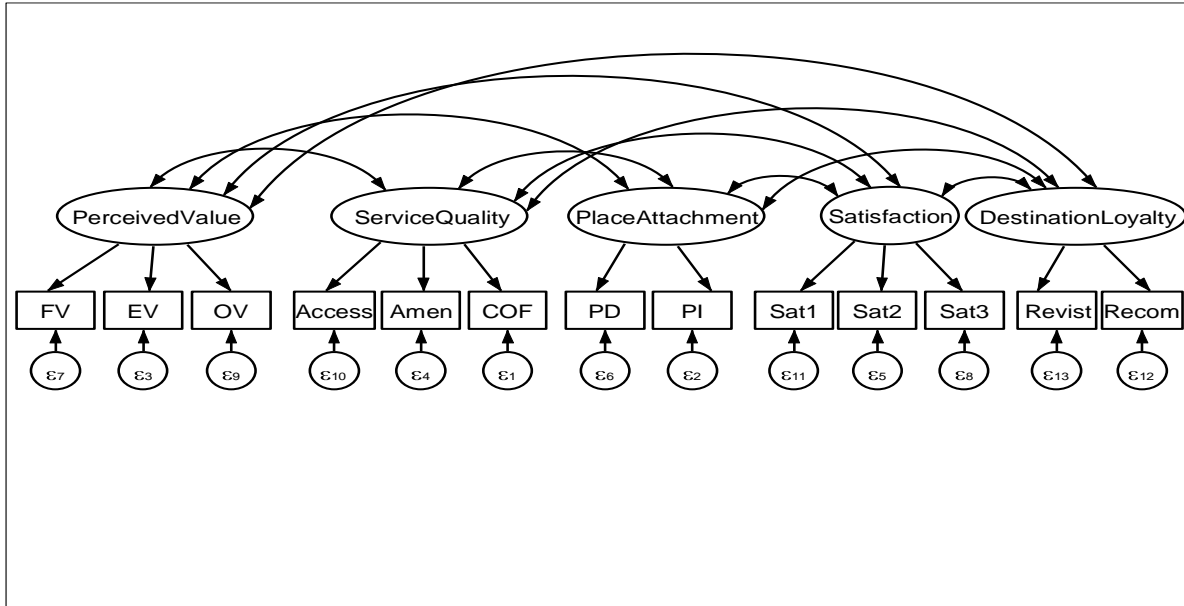 PerceivedValue
ServiceQuality
PlaceAttachment
Satisfaction
DestinationLoyalty
FV
EV
OV
Access
Amen
COF
PD
PI
Sat1
Sat2
Sat3
Revist
Recom
ε7
ε3
ε9
ε10
ε4
ε1
ε6
ε2
ε11
ε5
ε8
ε13
ε12